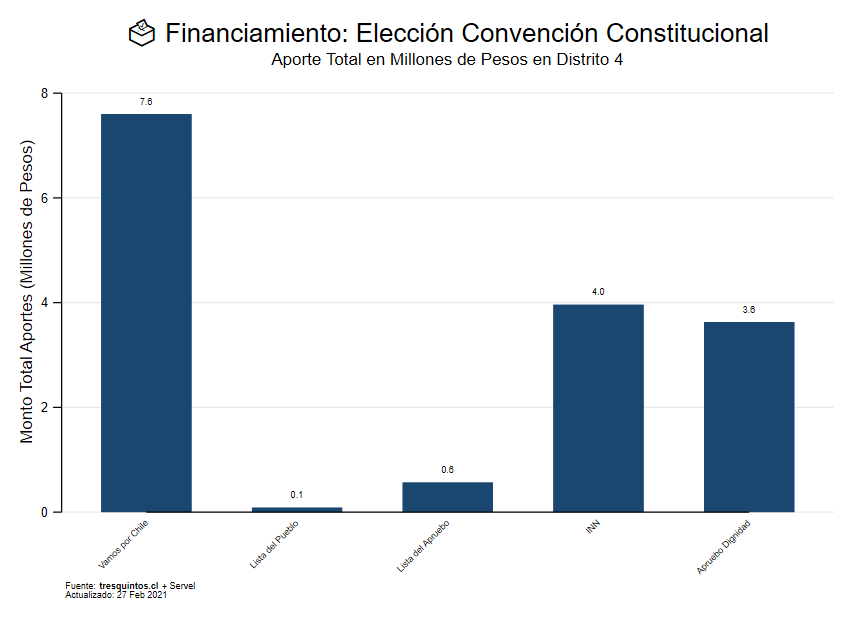 Financiamiento: Elección Convención Constitucional
Aporte Total en Millones de Pesos en Distrito 4
Monto Total Aportes (Millones de Pesos)
8
6
4
2
0
7.6
0.1
0.6
4.0
3.6
Vamos por Chile
Lista del Pueblo
Lista del Apruebo
INN
Apruebo Dignidad
Fuente: tresquintos.cl + Servel
Actualizado: 27 Feb 2021